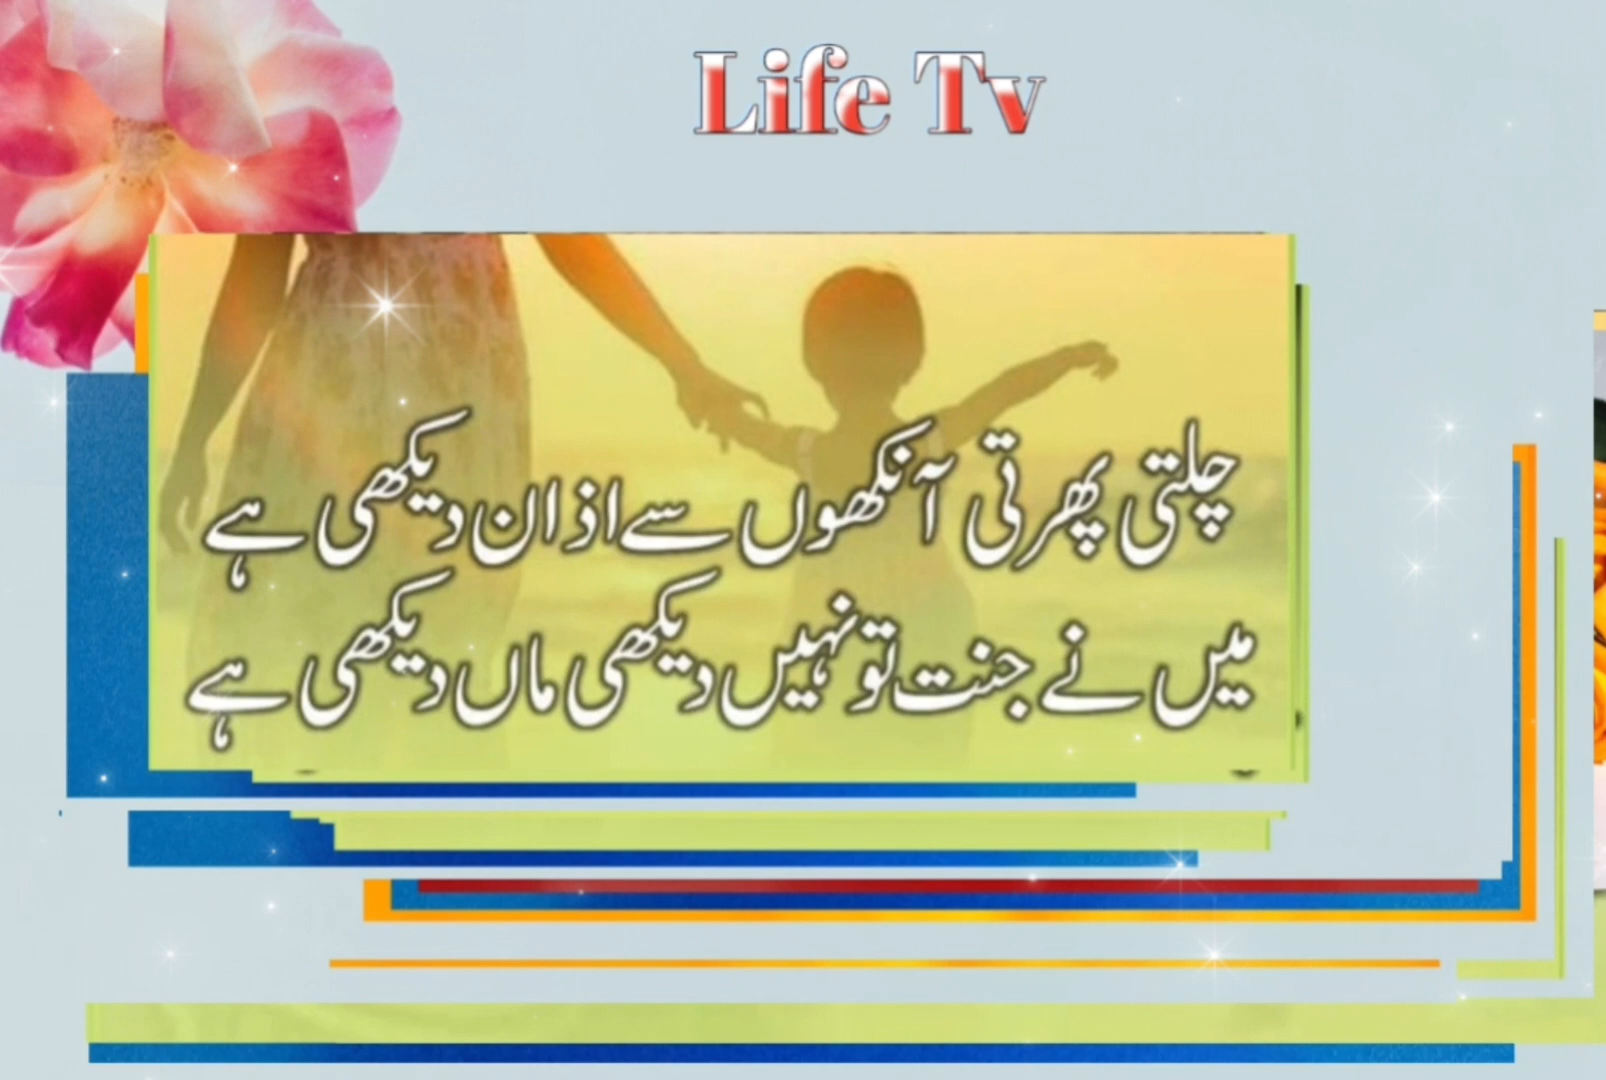 Life Tv
چلتی پھرتی آنکھوں سے اذان دیکھی ہے
میں نے جنت تو نہیں دیکھی ماں دیکھی ہے